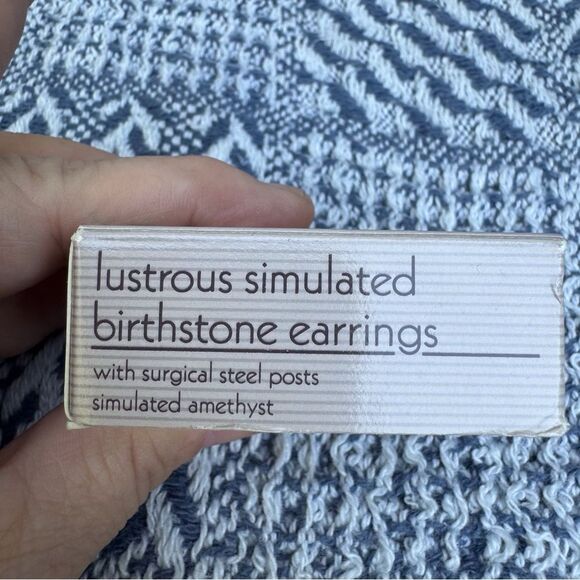 lustrous simulated
birthstone earrings
with surgical steel posts
simulated amethyst